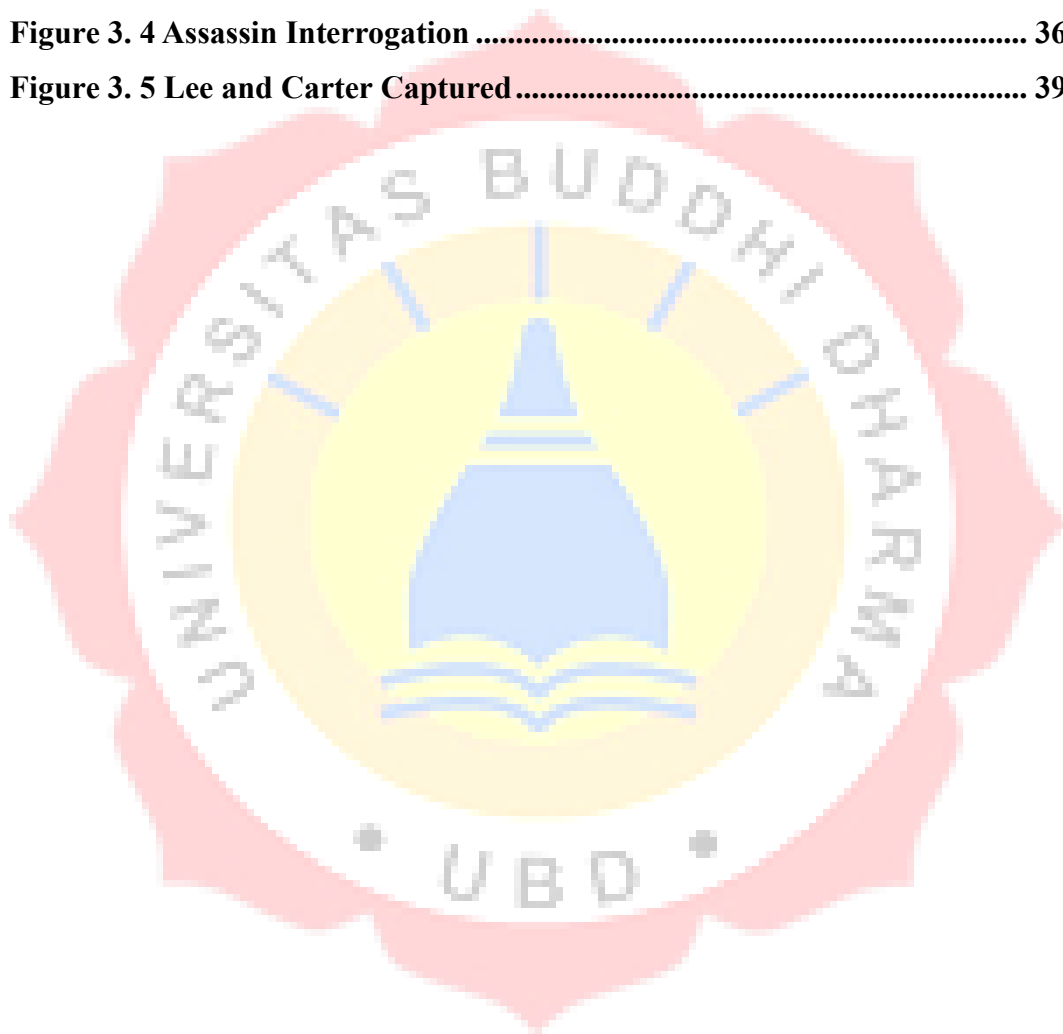 Figure 3. 4 Assassin Interrogation ........................................................................ 36
Figure 3. 5 Lee and Carter Captured ................................................................... 39
UNIVERSITAS BUDDHI DHARMA
• UBD •